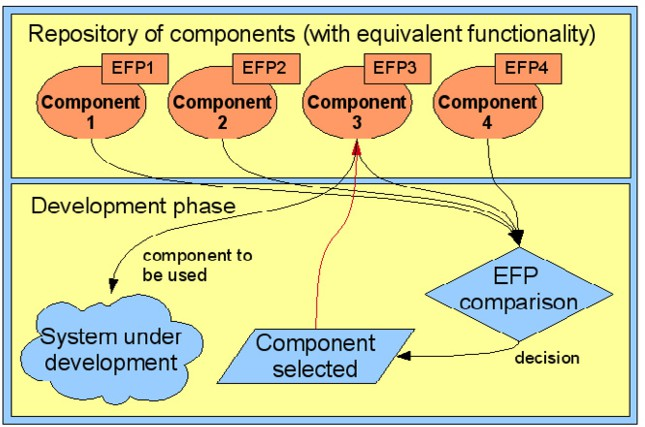 Repository of components (with equivalent functionality)
EFP1
EFP2
EFP3
EFP4
Component
1
Component
2
Component
3
Component
4
Development phase
component to
be used
EFP
comparison
System under
development
Component
selected
decision